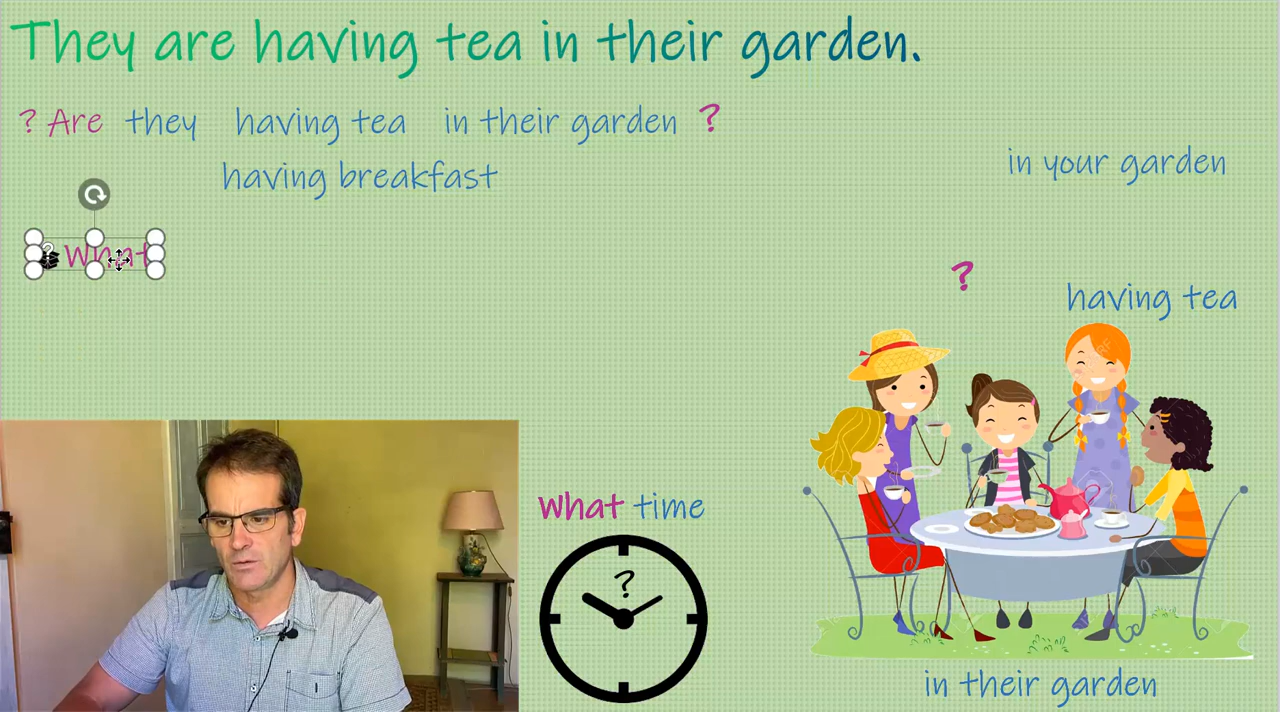 They are having tea in their garden.
? Are they having tea in their garden ?
having breakfast
in your garden
? What
?
having tea
What time
?
in their garden